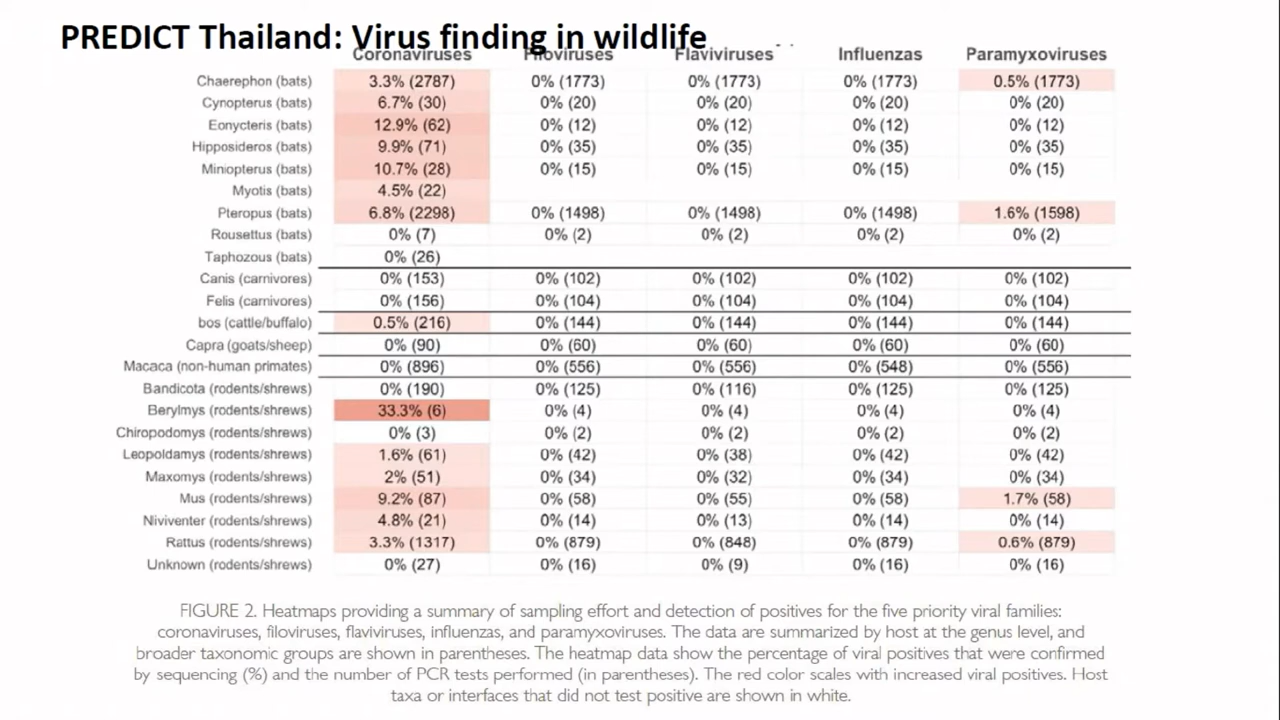 PREDICT Thailand: Virus finding in wildlife
Coronaviruses Filoviruses Flaviviruses Influenzas Paramyxoviruses
Chaerephon (bats) 3.3% (2787) 0% (1773) 0% (1773) 0% (1773) 0.5% (1773)
Cynopterus (bats) 6.7% (30) 0% (20) 0% (20) 0% (20) 0% (20)
Eonycteris (bats) 12.9% (62) 0% (12) 0% (12) 0% (12) 0% (12)
Hipposideros (bats) 9.9% (71) 0% (35) 0% (35) 0% (35) 0% (35)
Miniopterus (bats) 10.7% (28) 0% (15) 0% (15) 0% (15) 0% (15)
Myotis (bats) 4.5% (22)
Pteropus (bats) 6.8% (2298) 0% (1498) 0% (1498) 0% (1498) 1.6% (1598)
Rousettus (bats) 0% (7) 0% (2) 0% (2) 0% (2) 0% (2)
Taphozous (bats) 0% (26)
Canis (carnivores) 0% (153) 0% (102) 0% (102) 0% (102) 0% (102)
Felis (carnivores) 0% (156) 0% (104) 0% (104) 0% (104) 0% (104)
bos (cattle/buffalo) 0.5% (216) 0% (144) 0% (144) 0% (144) 0% (144)
Capra (goats/sheep) 0% (90) 0% (60) 0% (60) 0% (60) 0% (60)
Macaca (non-human primates) 0% (896) 0% (556) 0% (556) 0% (548) 0% (556)
Bandicota (rodents/shrews) 0% (190) 0% (125) 0% (116) 0% (125) 0% (125)
Berylmys (rodents/shrews) 33.3% (6) 0% (4) 0% (4) 0% (4) 0% (4)
Chiropodomys (rodents/shrews) 0% (3) 0% (2) 0% (2) 0% (2) 0% (2)
Leopoldamys (rodents/shrews) 1.6% (61) 0% (42) 0% (38) 0% (42) 0% (42)
Maxomys (rodents/shrews) 2% (51) 0% (34) 0% (32) 0% (34) 0% (34)
Mus (rodents/shrews) 9.2% (87) 0% (58) 0% (55) 0% (58) 1.7% (58)
Niviventer (rodents/shrews) 4.8% (21) 0% (14) 0% (13) 0% (14) 0% (14)
Rattus (rodents/shrews) 3.3% (1317) 0% (879) 0% (848) 0% (879) 0.6% (879)
Unknown (rodents/shrews) 0% (27) 0% (16) 0% (9) 0% (16) 0% (16)
FIGURE 2. Heatmaps providing a summary of sampling effort and detection of positives for the five priority viral families:
coronaviruses, filoviruses, flaviviruses, influenzas, and paramyxoviruses. The data are summarized by host at the genus level, and
broader taxonomic groups are shown in parentheses. The heatmap data show the percentage of viral positives that were confirmed
by sequencing (%) and the number of PCR tests performed (in parentheses). The red color scales with increased viral positives. Host
taxa or interfaces that did not test positive are shown in white.